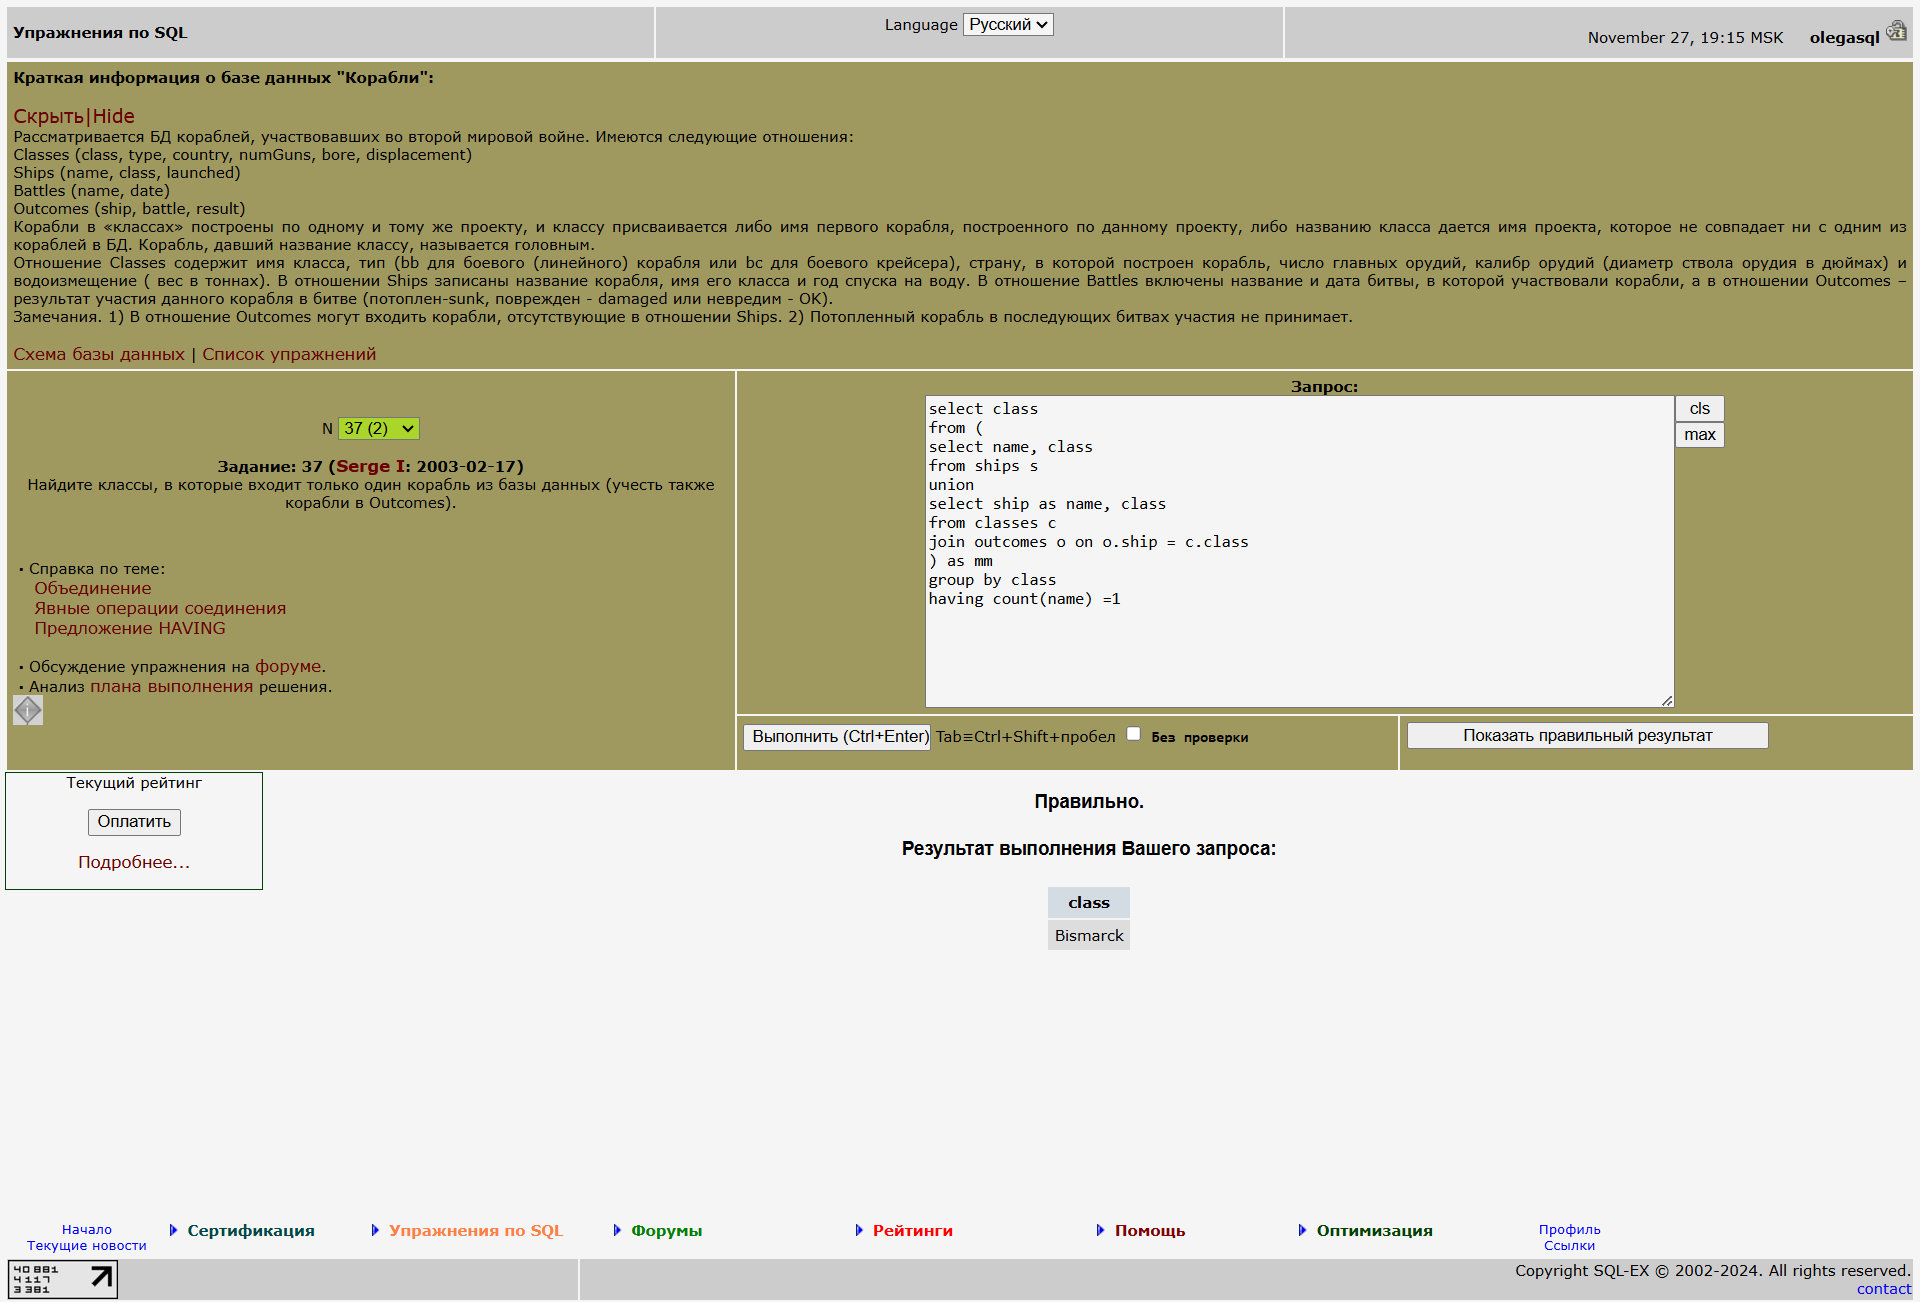 Упражнения по SQL
Language Русский
November 27, 19:15 MSK olegasql
Краткая информация о базе данных "Корабли":
Скрыть|Hide
Рассматривается БД кораблей, участвовавших во второй мировой войне. Имеются следующие отношения:
Classes (class, type, country, numGuns, bore, displacement)
Ships (name, class, launched)
Battles (name, date)
Outcomes (ship, battle, result)
Корабли в «классах» построены по одному и тому же проекту, и классу присваивается либо имя первого корабля, построенного по данному проекту, либо названию класса дается имя проекта, которое не совпадает ни с одним из
кораблей в БД. Корабль, давший название классу, называется головным.
Отношение Classes содержит имя класса, тип (bb для боевого (линейного) корабля или bc для боевого крейсера), страну, в которой построен корабль, число главных орудий, калибр орудий (диаметр ствола орудия в дюймах) и
водоизмещение ( вес в тоннах). В отношении Ships записаны название корабля, имя его класса и год спуска на воду. В отношение Battles включены название и дата битвы, в которой участвовали корабли, а в отношении Outcomes –
результат участия данного корабля в битве (потоплен-sunk, поврежден - damaged или невредим - OK).
Замечания. 1) В отношение Outcomes могут входить корабли, отсутствующие в отношении Ships. 2) Потопленный корабль в последующих битвах участия не принимает.
Схема базы данных | Список упражнений
N 37 (2)
Задание: 37 (Serge I: 2003-02-17)
Найдите классы, в которые входит только один корабль из базы данных (учесть также
корабли в Outcomes).
• Справка по теме:
Объединение
Явные операции соединения
Предложение HAVING
• Обсуждение упражнения на форуме.
• Анализ плана выполнения решения.
Запрос:
select class
from (
select name, class
from ships s
union
select ship as name, class
from classes c
join outcomes o on o.ship = c.class
) as mm
group by class
having count(name) =1
cls
max
Выполнить (Ctrl+Enter) Tab≡Ctrl+Shift+пробел Без проверки
Показать правильный результат
Текущий рейтинг
Оплатить
Подробнее...
Правильно.
Результат выполнения Вашего запроса:
class
Bismarck
Начало
Текущие новости
Сертификация
Упражнения по SQL
Форумы
Рейтинги
Помощь
Оптимизация
Профиль
Ссылки
40 881
4 117
3 381
Copyright SQL-EX © 2002-2024. All rights reserved.
contact